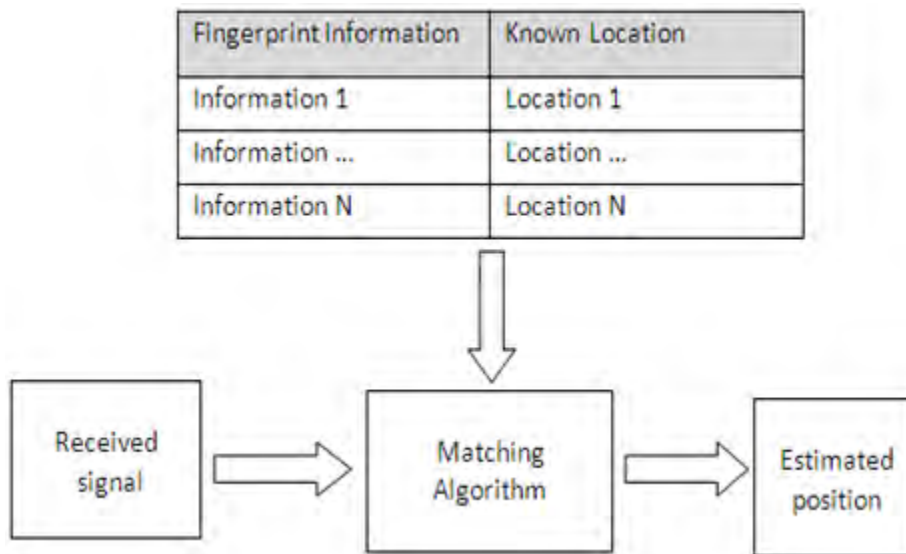 Fingerprint Information Known Location
Information 1 Location 1
Information ... Location ...
Information N Location N
Received
signal
Matching
Algorithm
Estimated
position